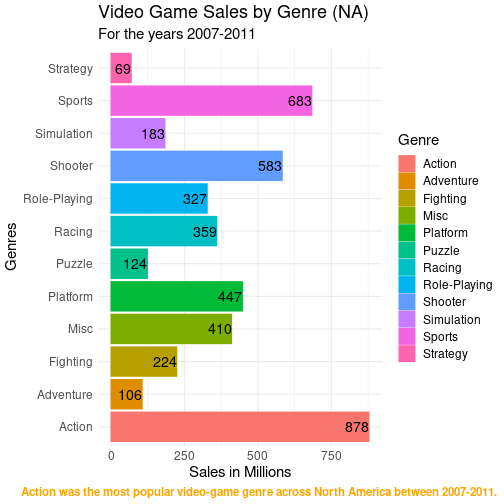 Video Game Sales by Genre (NA)
For the years 2007-2011
Genres
Strategy 69
Sports 683
Simulation 183
Shooter 583
Role-Playing 327
Racing 359
Puzzle 124
Platform 447
Misc 410
Fighting 224
Adventure 106
Action 878
0 250 500 750
Sales in Millions
Genre
Action
Adventure
Fighting
Misc
Platform
Puzzle
Racing
Role-Playing
Shooter
Simulation
Sports
Strategy
Action was the most popular video-game genre across North America between 2007-2011.